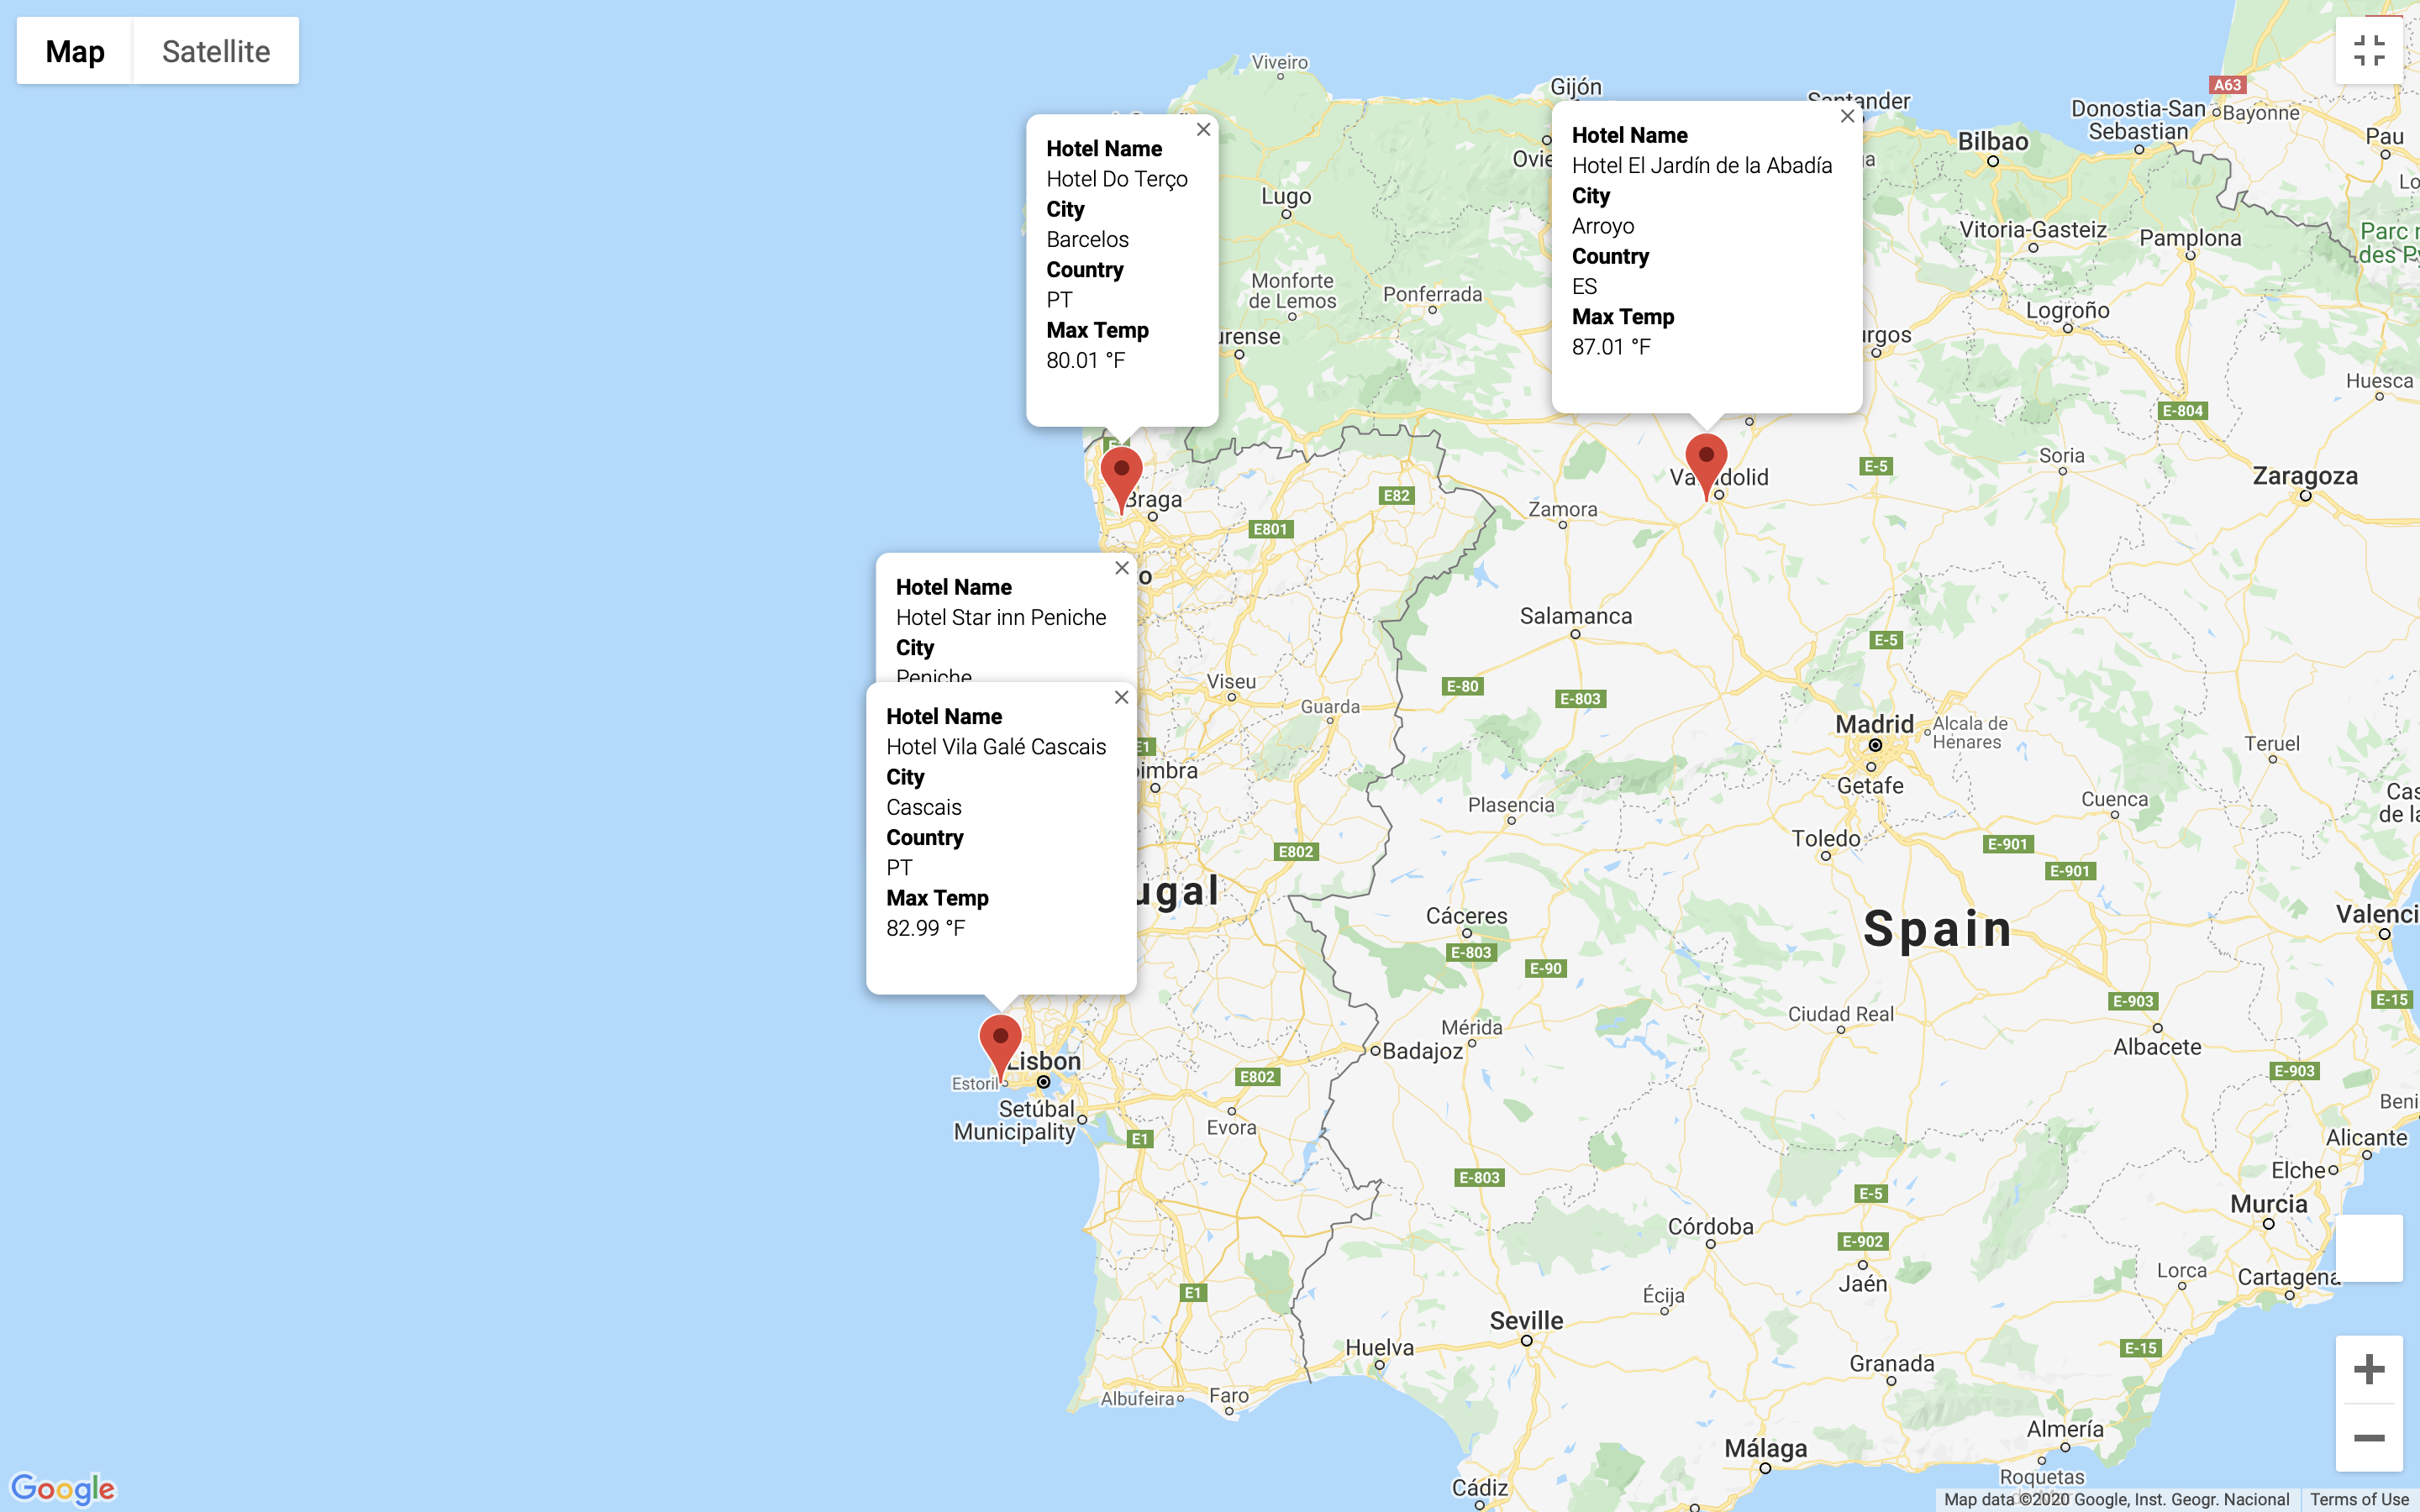 Map
Satellite
Viveiro
Gijón
Santander
Bilbao
Donostia-San
Sebastian
A63
Bayonne
Pau
Hotel Name
Hotel Do Terço
City
Barcelos
Country
PT
Max Temp
80.01 °F
Hotel Name
Hotel El Jardín de la Abadía
City
Arroyo
Country
ES
Max Temp
87.01 °F
Lugo
Monforte
de Lemos
Ponferrada
urense
Ovie
urgos
Vitoria-Gasteiz
Pamplona
Logroño
Parc n
des Py
Huesca
E-804
Soria
Zaragoza
E-5
Braga
E82
E801
Zamora
Hotel Name
Hotel Star inn Peniche
City
Peniche
Hotel Name
Hotel Vila Galé Cascais
City
Cascais
Country
PT
Max Temp
82.99 °F
Salamanca
E-5
Viseu
Guarda
E-80
E-803
Madrid
Alcala de
Henares
Getafe
Teruel
E1
oimbra
Plasencia
Cuenca
Cas
de la
Toledo
E802
E-901
E-901
ugal
Cáceres
E-803
E-90
Spain
Valenci
E-903
E-15
Ciudad Real
Mérida
Badajoz
Albacete
Lisbon
Estoril
E802
E-903
Setúbal
Municipality
Evora
E1
Beni
Alicante
Elche
E-803
E-5
Murcia
Córdoba
E-902
Jaén
Lorca
Cartagena
E1
Écija
Seville
Huelva
E-15
Granada
Albufeira
Faro
Almería
Málaga
Roquetas
Cádiz
Google
Map data ©2020 Google, Inst. Geogr. Nacional
Terms of Use